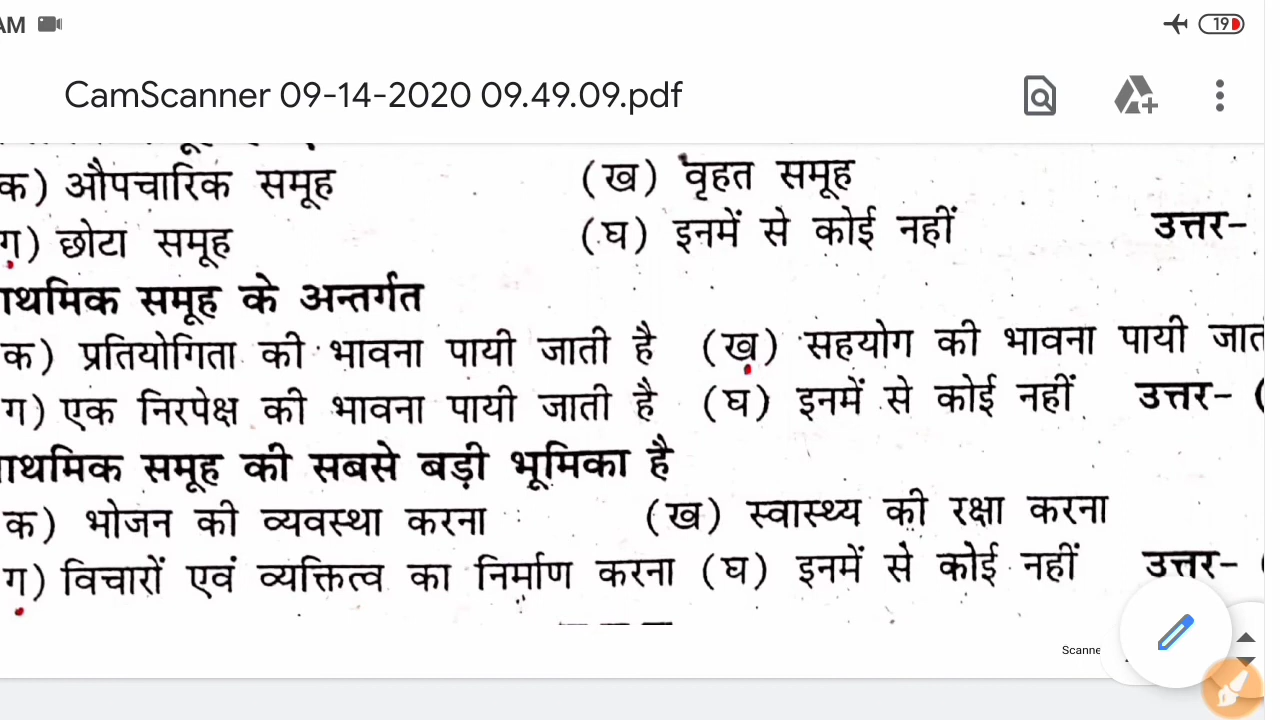 AM
19
CamScanner 09-14-2020 09.49.09.pdf
क) औपचारिक समूह (ख) वृहत समूह
ग) छोटा समूह (घ) इनमें से कोई नहीं उत्तर-
ाथमिक समूह के अन्तर्गत
क) प्रतियोगिता की भावना पायी जाती है (ख) सहयोग की भावना पायी जात
ग) एक निरपेक्ष की भावना पायी जाती है (घ) इनमें से कोई नहीं उत्तर- (
ाथमिक समूह की सबसे बड़ी भूमिका है
क) भोजन की व्यवस्था करना (ख) स्वास्थ्य की रक्षा करना
ग) विचारों एवं व्यक्तित्व का निर्माण करना (घ) इनमें से कोई नहीं उत्तर- (
Scanne